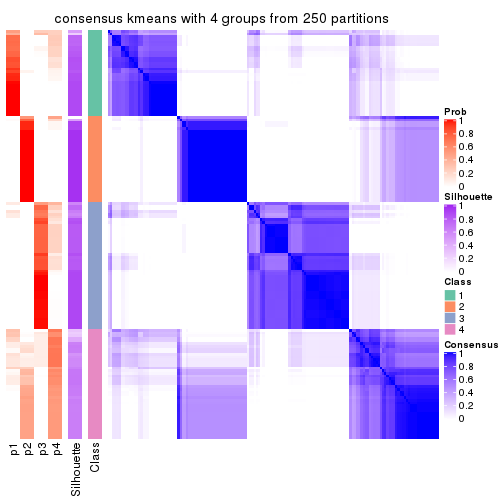 consensus kmeans with 4 groups from 250 partitions
Prob
1
0.8
0.6
0.4
0.2
0
Silhouette
1
0.8
0.6
0.4
0.2
0
Class
1
2
3
4
Consensus
1
0.8
0.6
0.4
0.2
0
p1
p2
p3
p4
Silhouette
Class